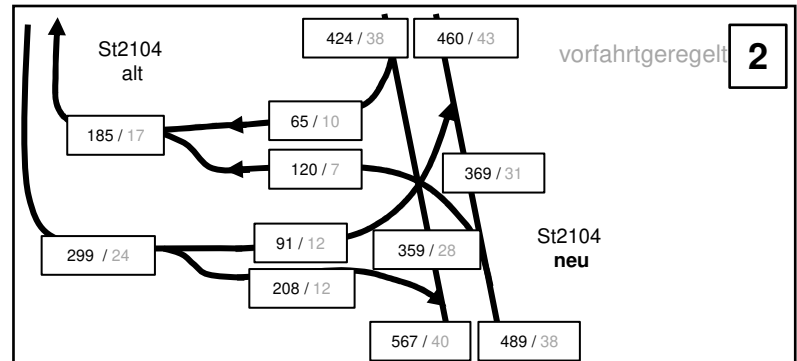 424 / 38
460 / 43
St2104
alt
vorfahrtgeregelt
2
65 / 10
185 / 17
120 / 7
369 / 31
91 / 12
359 / 28
St2104
neu
299 / 24
208 / 12
567 / 40
489 / 38